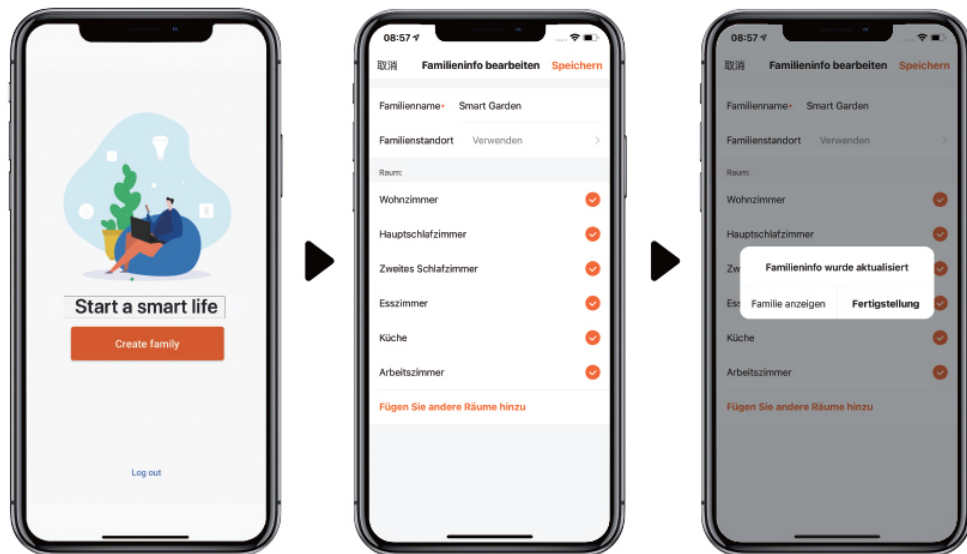 Start a smart life
Create family
Log out
08:57
取消 Familieninfo bearbeiten Speichern
Familienname* Smart Garden
Familienstandort Verwenden
Raum:
Wohnzimmer
Hauptschlafzimmer
Zweites Schlafzimmer
Esszimmer
Küche
Arbeitszimmer
Fügen Sie andere Räume hinzu
08:57
取消 Familieninfo bearbeiten Speichern
Familienname* Smart Garden
Familienstandort Verwenden
Raum:
Wohnzimmer
Hauptschlafzimmer
Zw
Familieninfo wurde aktualisiert
Ess
Familie anzeigen Fertigstellung
Küche
Arbeitszimmer
Fügen Sie andere Räume hinzu